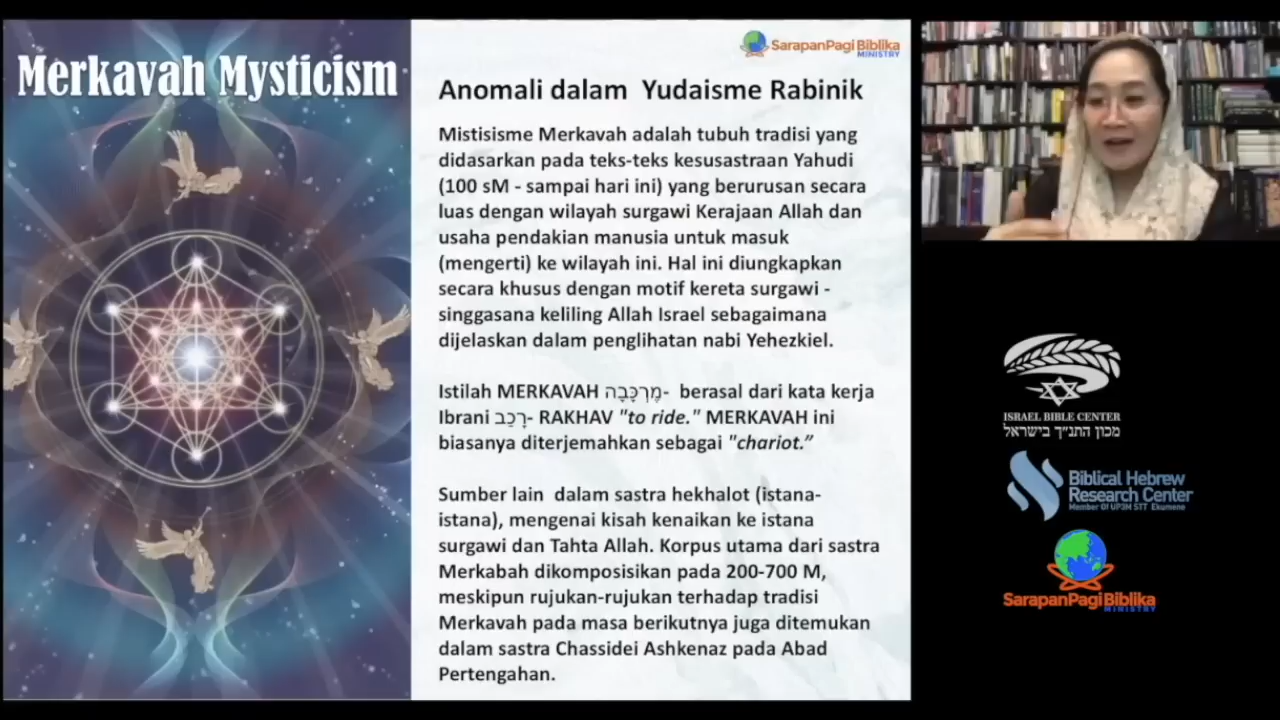 Merkavah Mysticism
SarapanPagi Biblika
MINISTRY
Anomali dalam Yudaisme Rabinik
Mistisisme Merkavah adalah tubuh tradisi yang
didasarkan pada teks-teks kesusastraan Yahudi
(100 sM - sampai hari ini) yang berurusan secara
luas dengan wilayah surgawi Kerajaan Allah dan
usaha pendakian manusia untuk masuk
(mengerti) ke wilayah ini. Hal ini diungkapkan
secara khusus dengan motif kereta surgawi -
singgasana keliling Allah Israel sebagaimana
dijelaskan dalam penglihatan nabi Yehezkiel.
Istilah MERKAVAH מֶרְכָּבָה- berasal dari kata kerja
Ibrani רָכַב- RAKHAV "to ride." MERKAVAH ini
biasanya diterjemahkan sebagai "chariot.”
Sumber lain dalam sastra hekhalot (istana-
istana), mengenai kisah kenaikan ke istana
surgawi dan Tahta Allah. Korpus utama dari sastra
Merkabah dikomposisikan pada 200-700 M,
meskipun rujukan-rujukan terhadap tradisi
Merkavah pada masa berikutnya juga ditemukan
dalam sastra Chassidei Ashkenaz pada Abad
Pertengahan.
ISRAEL BIBLE CENTER
מכון התנ״ך בישראל
Biblical Hebrew
Research Center
Member Of UP3M STT Ekumene
SarapanPagi Biblika
MINISTRY